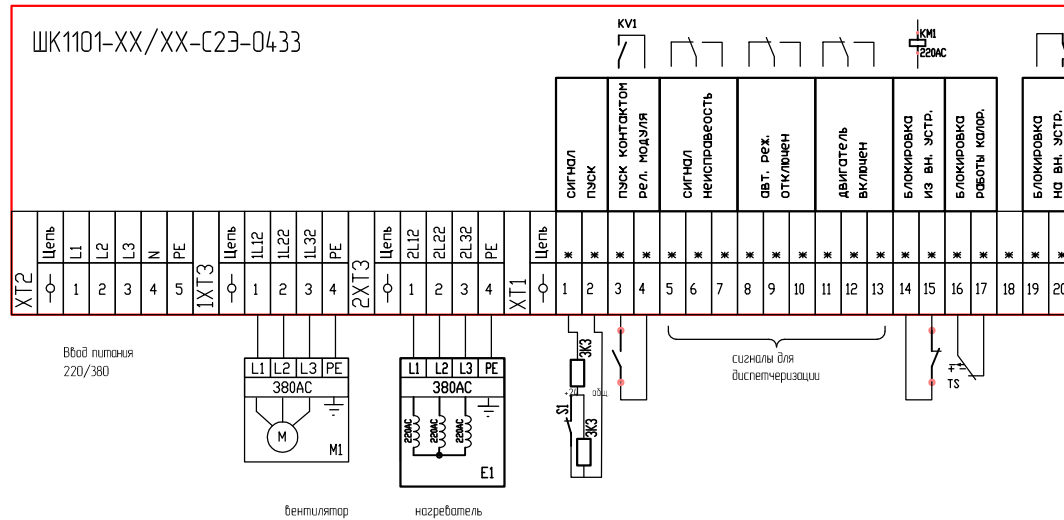 ШК1101-ХХ/ХХ-С2Э-0433
KV1
KM1
220AC
сигнал
пуск
пуск контактом
рел. модуля
сигнал
неисправеость
авт. реж.
отключен
двигатель
включен
блокировка
из вн. устр.
блокировка
работы калор.
блокировка
на вн. устр.
XT2
Цепь
L1
L2
L3
N
PE
1XT3
Цепь
1L12
1L22
1L32
PE
2XT3
Цепь
2L12
2L22
2L32
PE
XT1
Цепь
* * * * * * * * * * * * * * * * * * * *
1 2 3 4 5
1 2 3 4
1 2 3 4
1 2 3 4 5 6 7 8 9 10 11 12 13 14 15 16 17 18 19 20
Ввод питания
220/380
L1 L2 L3 PE
380AC
M
M1
вентилятор
L1 L2 L3 PE
380AC
220AC
220AC
220AC
E1
нагреватель
3K3
+24 общ
S1
3K3
сигналы для
диспетчеризации
TS